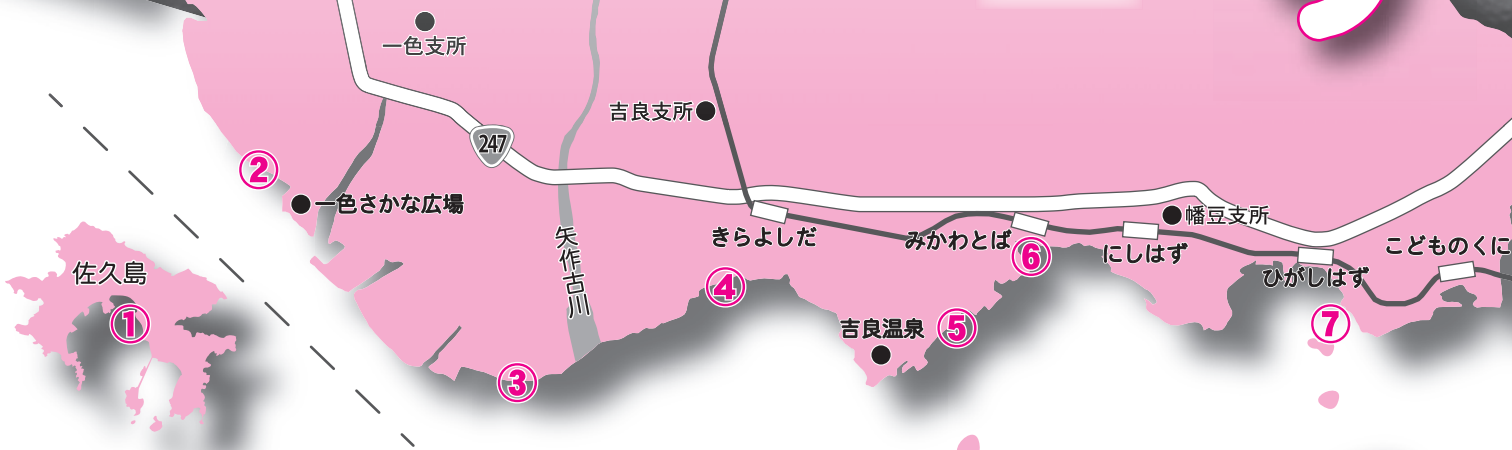 一色支所
吉良支所
247
②
一色さかな広場
幡豆支所
きらよしだ
みかわとば
⑥
にしはず
こどものくに
ひがしはず
矢作古川
佐久島
①
④
吉良温泉
⑤
⑦
③